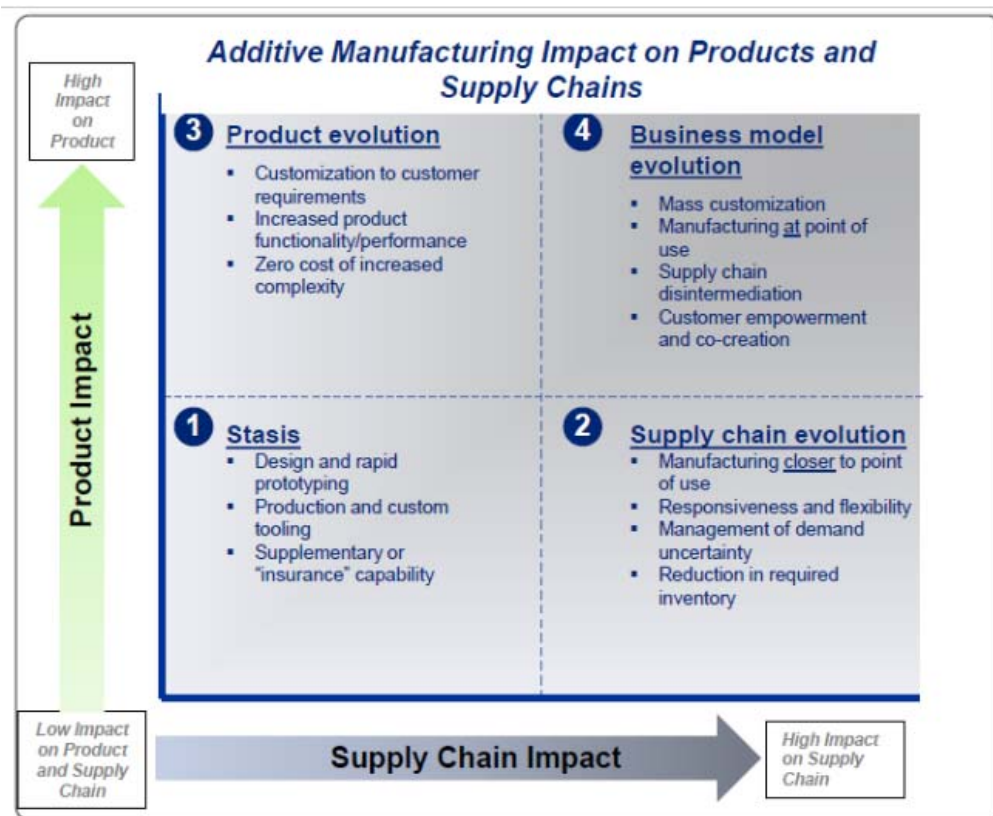 Additive Manufacturing Impact on Products and
Supply Chains
High
Impact
on
Product
3 Product evolution
▪ Customization to customer
requirements
▪ Increased product
functionality/performance
▪ Zero cost of increased
complexity
4 Business model
evolution
▪ Mass customization
▪ Manufacturing at point of
use
▪ Supply chain
disintermediation
▪ Customer empowerment
and co-creation
Product Impact
1 Stasis
▪ Design and rapid
prototyping
▪ Production and custom
tooling
▪ Supplementary or
"insurance" capability
2 Supply chain evolution
▪ Manufacturing closer to point
of use
▪ Responsiveness and flexibility
▪ Management of demand
uncertainty
▪ Reduction in required
inventory
Low Impact
on Product
and Supply
Chain
Supply Chain Impact
High Impact
on Supply
Chain